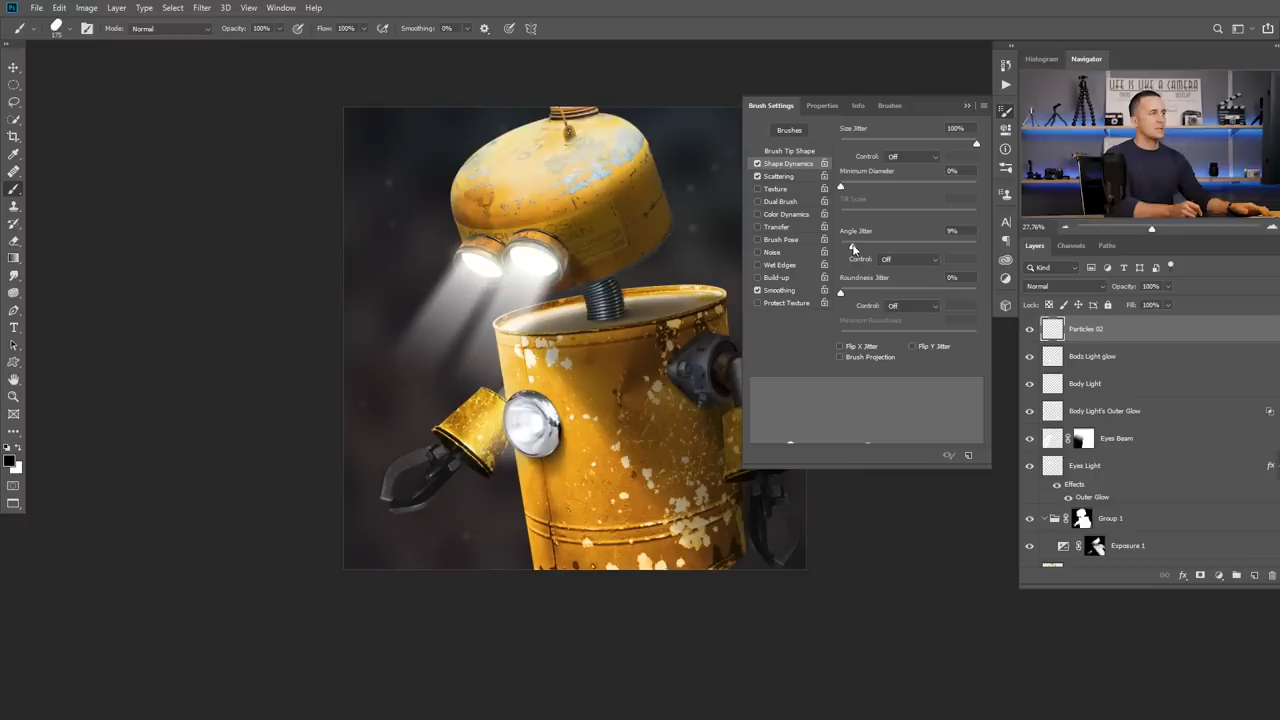 Ps File Edit Image Layer Type Select Filter 3D View Window Help
175 Mode: Normal Opacity: 100% Flow: 100% Smoothing: 0%
Histogram Navigator
LIFE IS LIKE A CAMERA
27.76%
Brush Settings Properties Info Brushes
Brushes
Brush Tip Shape
Shape Dynamics
Scattering
Texture
Dual Brush
Color Dynamics
Transfer
Brush Pose
Noise
Wet Edges
Build-up
Smoothing
Protect Texture
Size Jitter 100%
Control: Off
Minimum Diameter 0%
Tilt Scale
Angle Jitter 9%
Control: Off
Roundness Jitter 0%
Control: Off
Minimum Roundness
Flip X Jitter Flip Y Jitter
Brush Projection
Layers Channels Paths
Kind
Normal Opacity: 100%
Lock: Fill: 100%
Particles 02
Bodz Light glow
Body Light
Body Light's Outer Glow
Eyes Beam
Eyes Light
fx
Effects
Outer Glow
Group 1
Exposure 1
fx